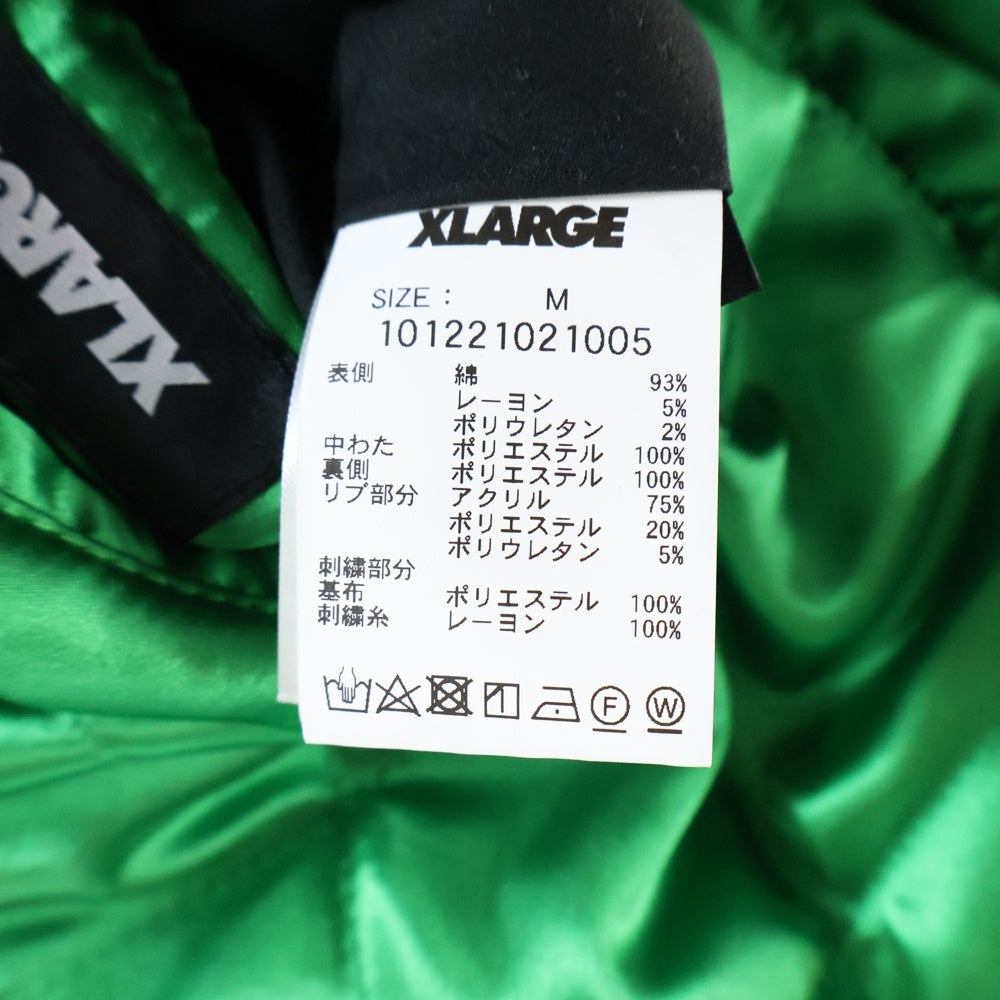 XLARGE
XLARGE
SIZE : M
101221021005
表側 綿 93%
レーヨン 5%
ポリウレタン 2%
中わた ポリエステル 100%
裏側 ポリエステル 100%
リブ部分 アクリル 75%
ポリエステル 20%
ポリウレタン 5%
刺繍部分
基布 ポリエステル 100%
刺繍糸 レーヨン 100%
F W